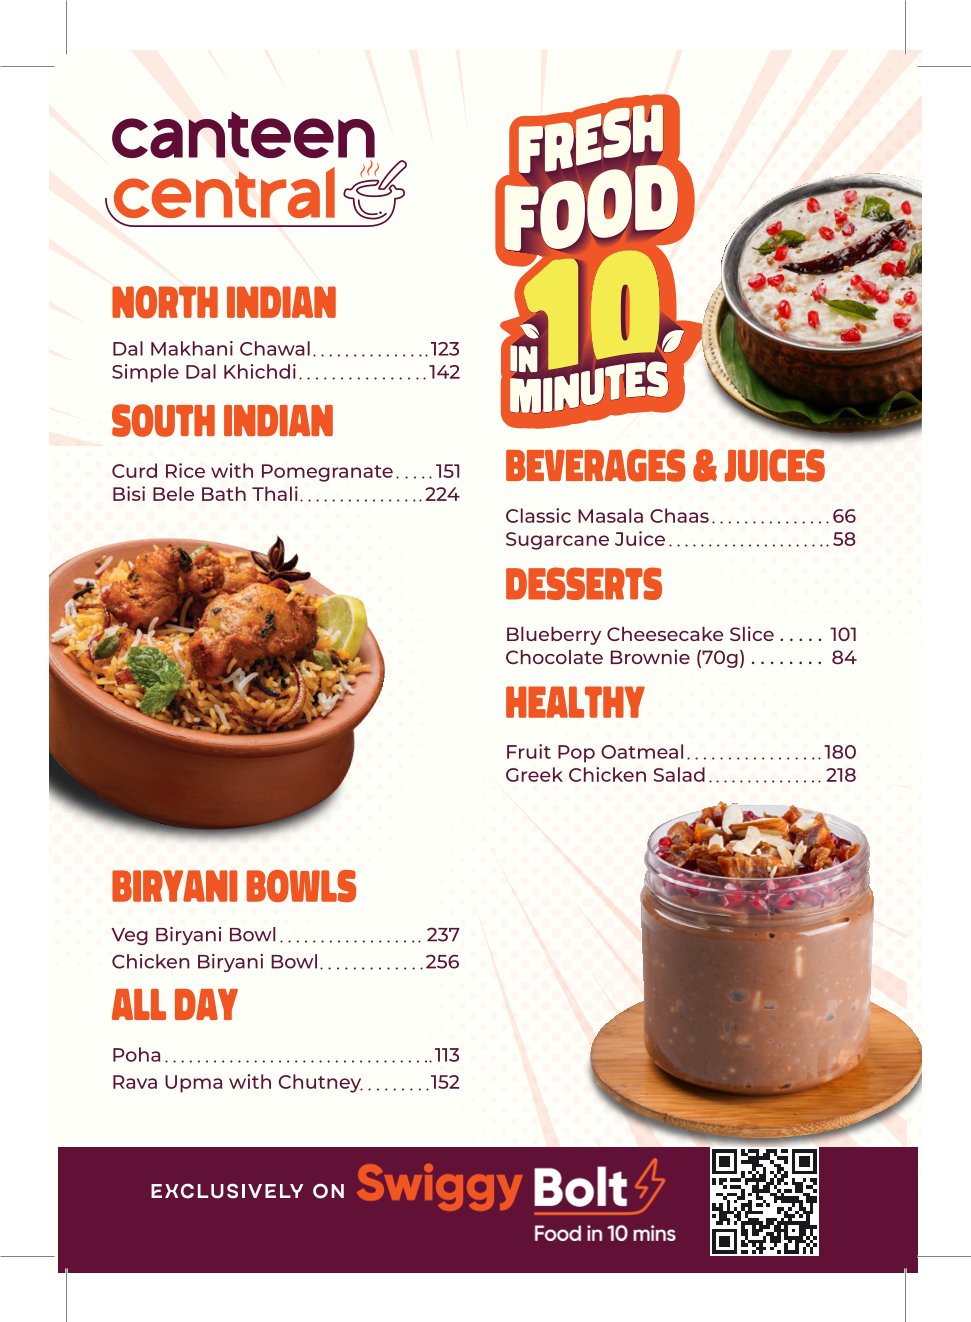 canteen
central
NORTH INDIAN
Dal Makhani Chawal...............123
Simple Dal Khichdi................142
SOUTH INDIAN
Curd Rice with Pomegranate.....151
Bisi Bele Bath Thali................224
BIRYANI BOWLS
Veg Biryani Bowl.................. 237
Chicken Biryani Bowl.............256
ALL DAY
Poha..................................113
Rava Upma with Chutney.........152
FRESH
FOOD
IN 10
MINUTES
BEVERAGES & JUICES
Classic Masala Chaas...............66
Sugarcane Juice.....................58
DESSERTS
Blueberry Cheesecake Slice ..... 101
Chocolate Brownie (70g) ........ 84
HEALTHY
Fruit Pop Oatmeal.................180
Greek Chicken Salad............... 218
EXCLUSIVELY ON Swiggy Bolt
Food in 10 mins